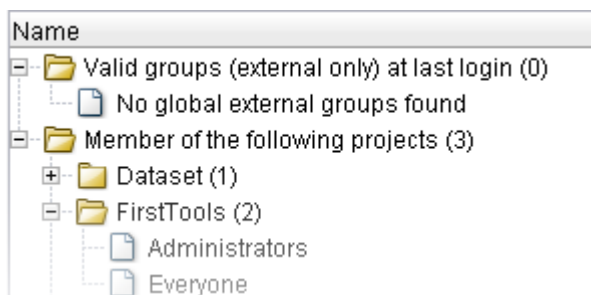 Name
Valid groups (external only) at last login (0)
No global external groups found
Member of the following projects (3)
Dataset (1)
FirstTools (2)
Administrators
Everyone